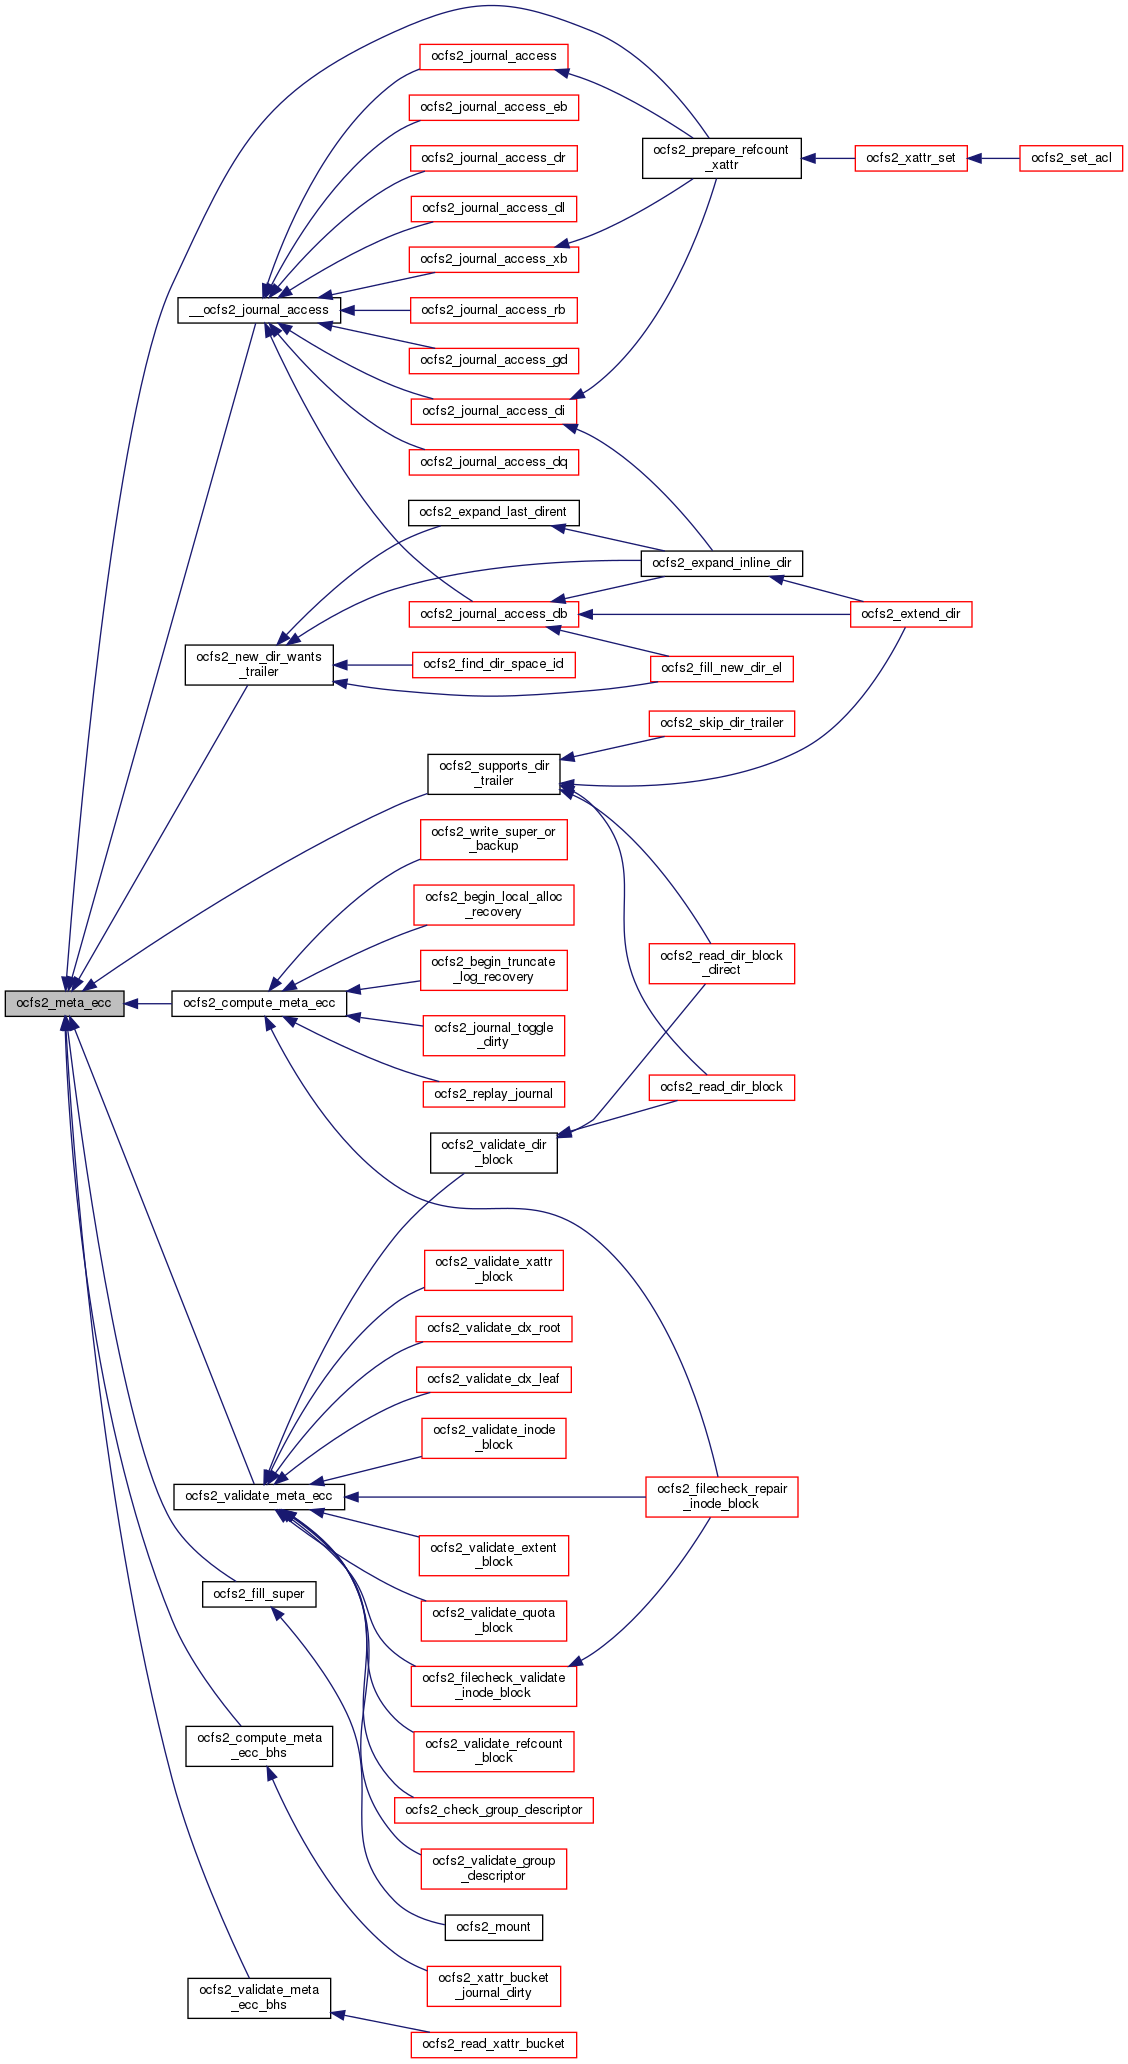 ocfs2_journal_access
ocfs2_journal_access_eb
ocfs2_prepare_refcount
_xattr
ocfs2_xattr_set
ocfs2_set_acl
ocfs2_journal_access_dr
ocfs2_journal_access_dl
ocfs2_journal_access_xb
__ocfs2_journal_access
ocfs2_journal_access_rb
ocfs2_journal_access_gd
ocfs2_journal_access_di
ocfs2_journal_access_dq
ocfs2_expand_last_dirent
ocfs2_expand_inline_dir
ocfs2_journal_access_db
ocfs2_extend_dir
ocfs2_new_dir_wants
_trailer
ocfs2_find_dir_space_id
ocfs2_fill_new_dir_el
ocfs2_skip_dir_trailer
ocfs2_supports_dir
_trailer
ocfs2_write_super_or
_backup
ocfs2_begin_local_alloc
_recovery
ocfs2_read_dir_block
_direct
ocfs2_begin_truncate
_log_recovery
ocfs2_meta_ecc
ocfs2_compute_meta_ecc
ocfs2_journal_toggle
_dirty
ocfs2_replay_journal
ocfs2_read_dir_block
ocfs2_validate_dir
_block
ocfs2_validate_xattr
_block
ocfs2_validate_dx_root
ocfs2_validate_dx_leaf
ocfs2_validate_inode
_block
ocfs2_validate_meta_ecc
ocfs2_filecheck_repair
_inode_block
ocfs2_validate_extent
_block
ocfs2_fill_super
ocfs2_validate_quota
_block
ocfs2_filecheck_validate
_inode_block
ocfs2_compute_meta
_ecc_bhs
ocfs2_validate_refcount
_block
ocfs2_check_group_descriptor
ocfs2_validate_group
_descriptor
ocfs2_mount
ocfs2_xattr_bucket
_journal_dirty
ocfs2_validate_meta
_ecc_bhs
ocfs2_read_xattr_bucket